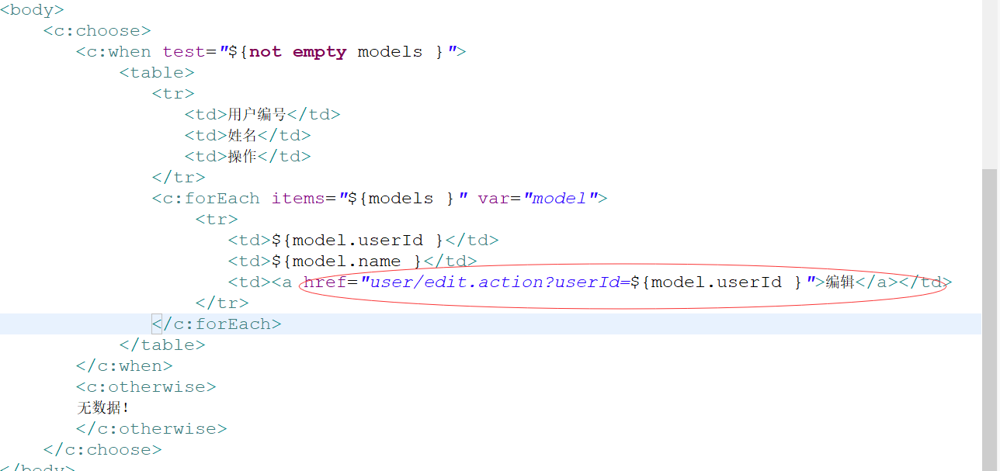 <body>
<c:choose>
<c:when test="${not empty models }">
<table>
<tr>
<td>用户编号</td>
<td>姓名</td>
<td>操作</td>
</tr>
<c:forEach items="${models }" var="model">
<tr>
<td>${model.userId }</td>
<td>${model.name }</td>
<td><a href="user/edit.action?userId=${model.userId }">编辑</a></td>
</tr>
</c:forEach>
</table>
</c:when>
<c:otherwise>
无数据!
</c:otherwise>
</c:choose>
</body>